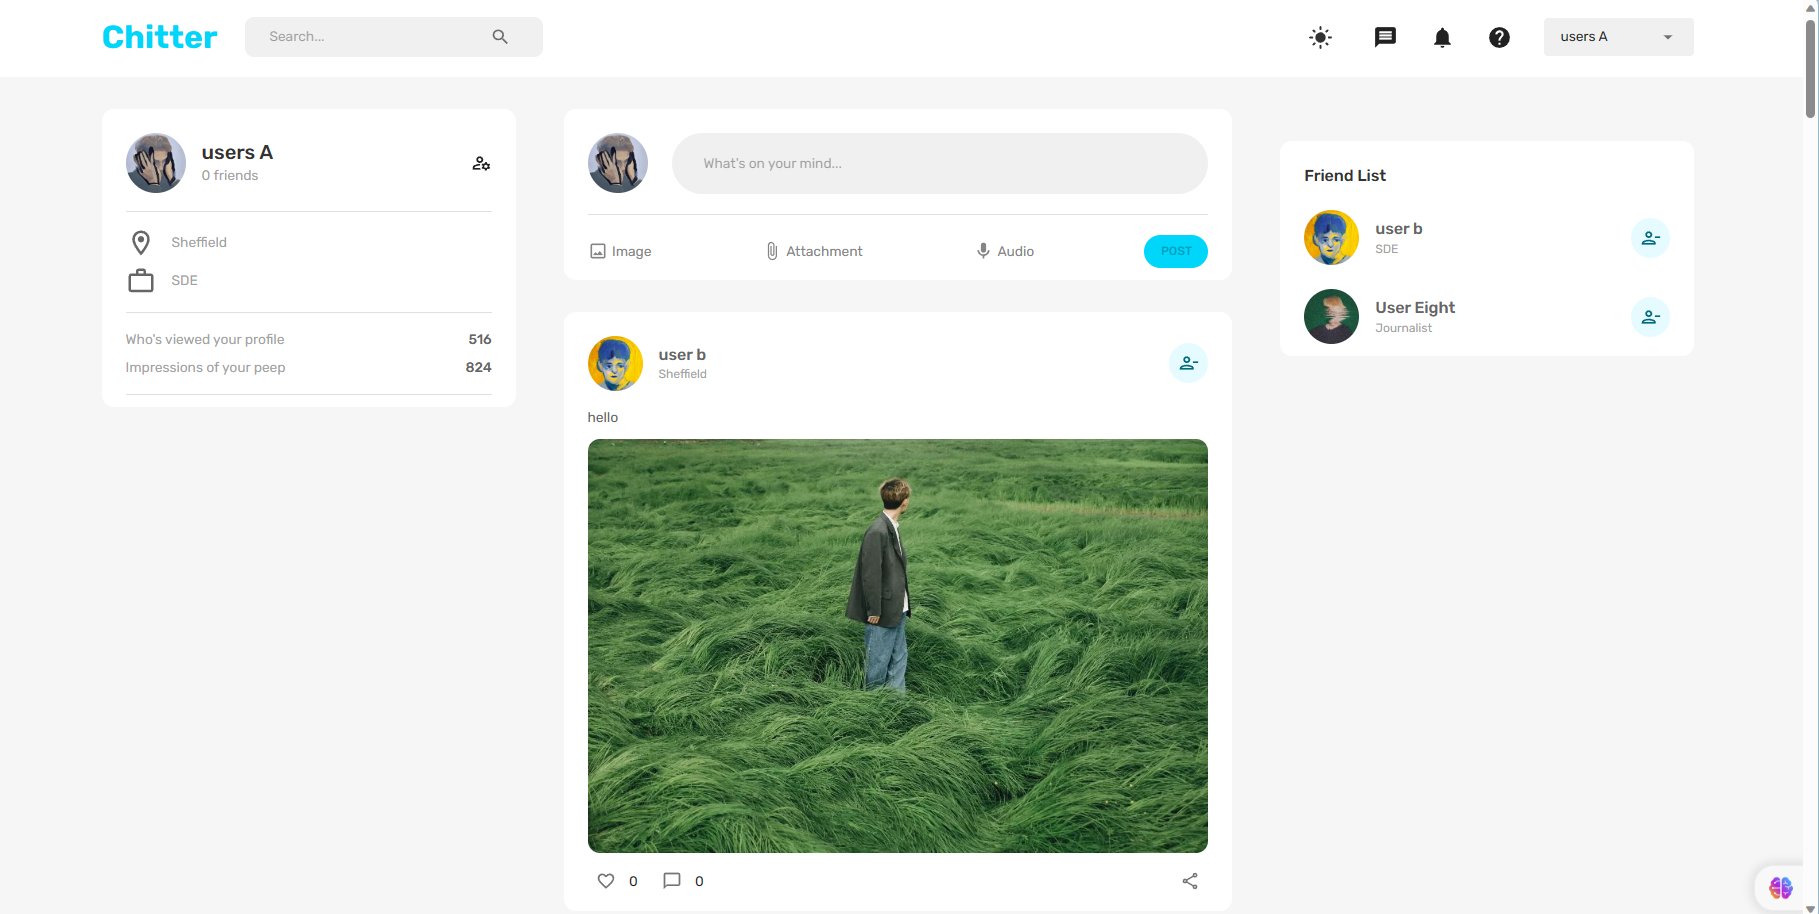 Chitter
Search...
users A
users A
0 friends
Sheffield
SDE
Who's viewed your profile 516
Impressions of your peep 824
What's on your mind...
Image Attachment Audio POST
user b
Sheffield
hello
0 0
Friend List
user b
SDE
User Eight
Journalist